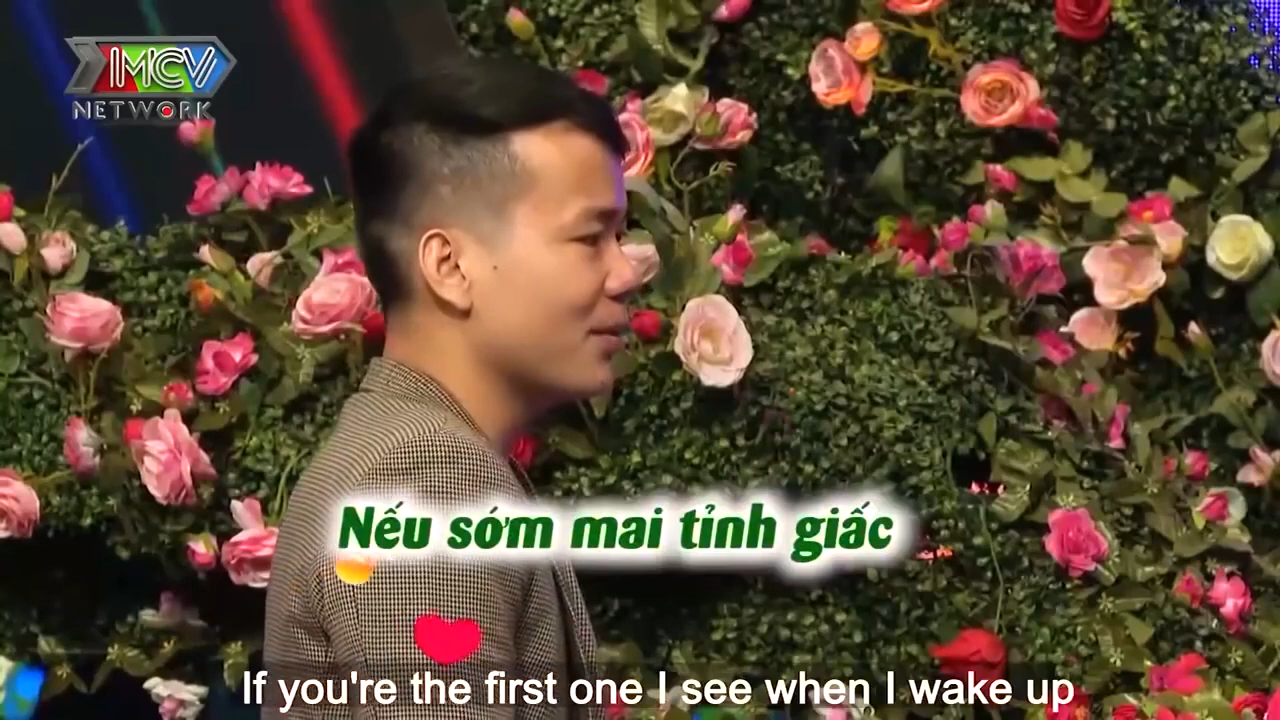 MCV
NETWORK
Nếu sớm mai tỉnh giấc
If you're the first one I see when I wake up